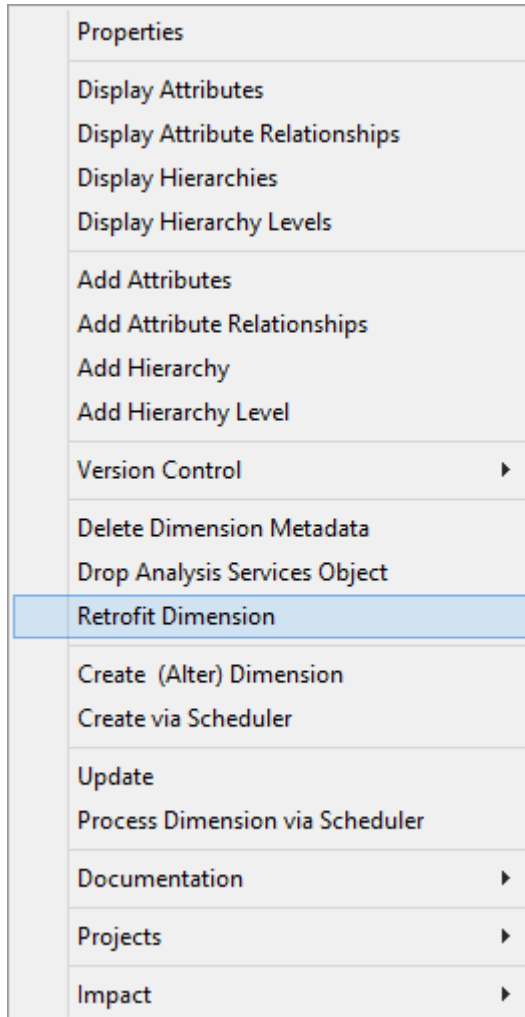 Properties
Display Attributes
Display Attribute Relationships
Display Hierarchies
Display Hierarchy Levels
Add Attributes
Add Attribute Relationships
Add Hierarchy
Add Hierarchy Level
Version Control
Delete Dimension Metadata
Drop Analysis Services Object
Retrofit Dimension
Create  (Alter) Dimension
Create via Scheduler
Update
Process Dimension via Scheduler
Documentation
Projects
Impact